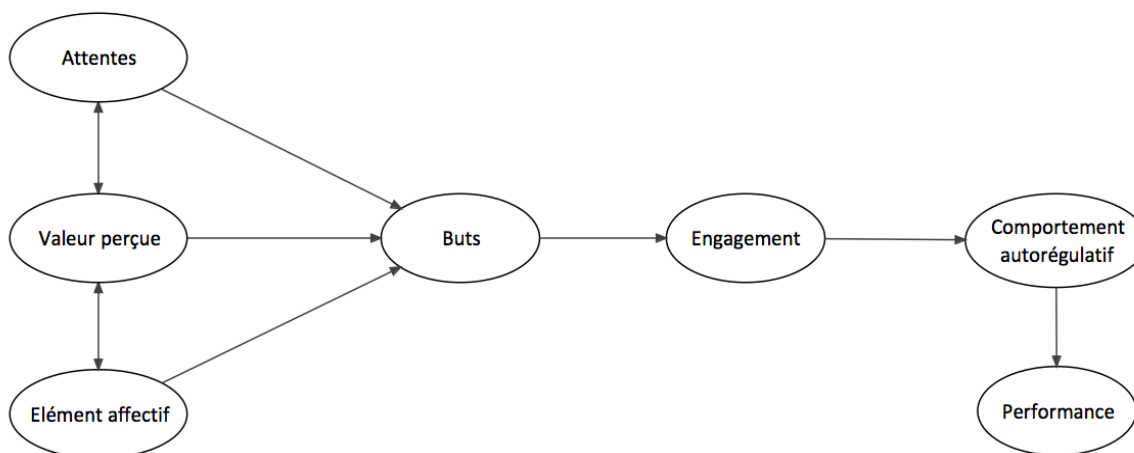 Attentes
Valeur perçue
Buts
Engagement
Comportement
autorégulatif
Elément affectif
Performance